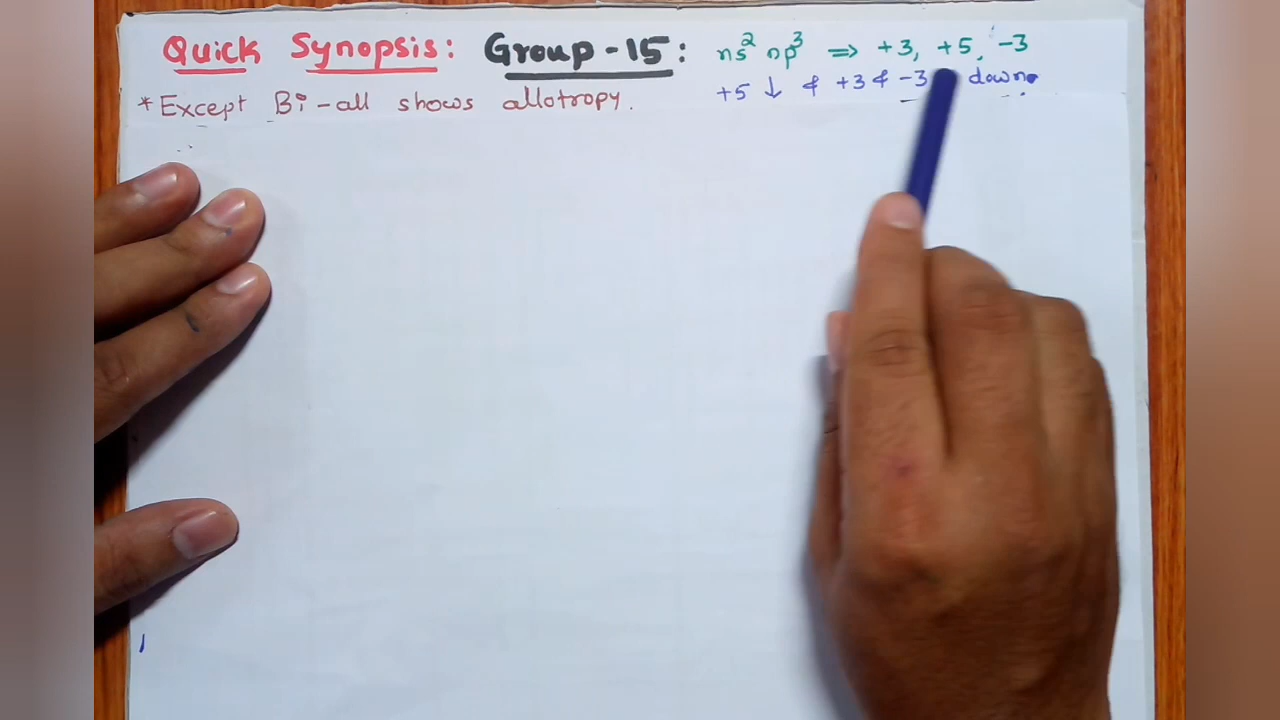 Quick Synopsis: Group-15: ns² np³ ⇒ +3, +5, -3
+5 ↓ & +3 & -3 down
*Except Bi-all shows allotropy.